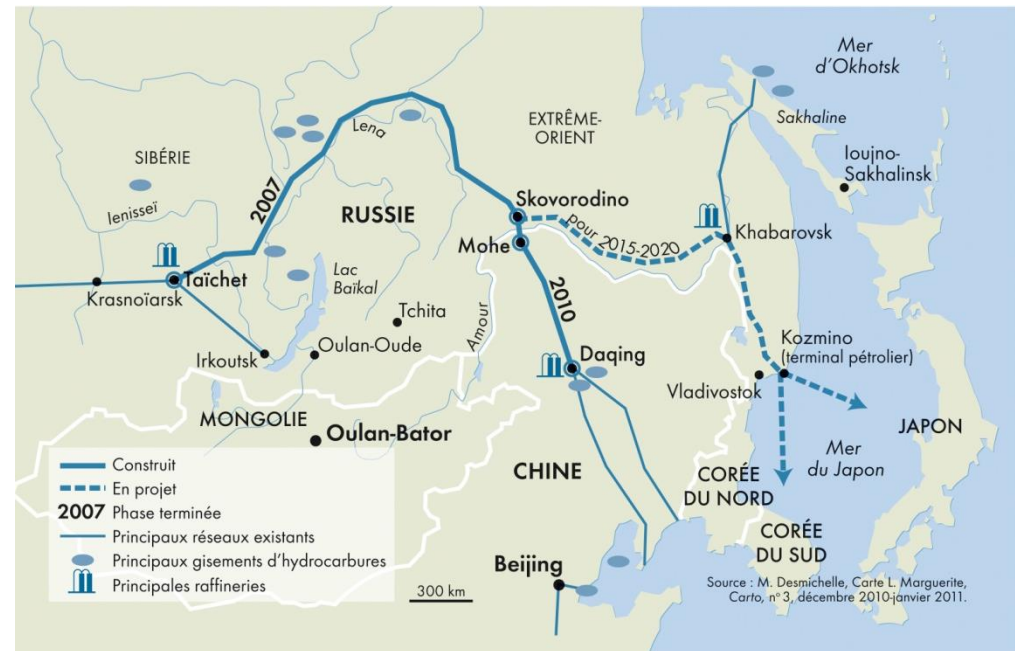 Mer
d'Okhotsk
EXTRÊME-
ORIENT
Sakhaline
Lena
SIBÉRIE
Ioujno-
Sakhalinsk
2007
RUSSIE
Skovorodino
Ienisseï
pour 2015-2020
Khabarovsk
Mohe
Taïchet
Lac
Baïkal
2010
Krasnoïarsk
Tchita
Amour
Kozmino
(terminal pétrolier)
Irkoutsk
Oulan-Oude
Daqing
Vladivostok
MONGOLIE
Oulan-Bator
JAPON
Mer
du Japon
CHINE
CORÉE
DU NORD
CORÉE
DU SUD
Construit
En projet
2007 Phase terminée
Principaux réseaux existants
Principaux gisements d'hydrocarbures
Principales raffineries
Beijing
300 km
Source : M. Desmichelle, Carte L. Marguerite,
Carto, nº 3, décembre 2010-janvier 2011.